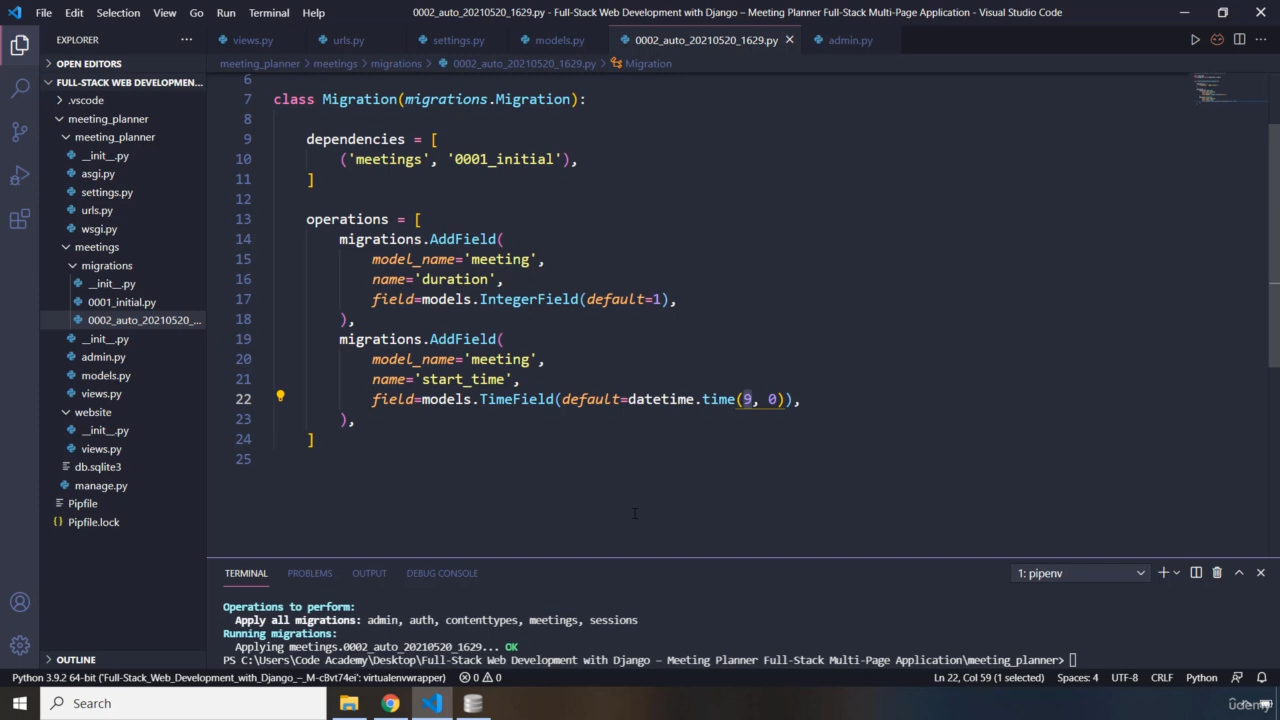 File Edit Selection View Go Run Terminal Help 0002_auto_20210520_1629.py - Full-Stack Web Development with Django – Meeting Planner Full-Stack Multi-Page Application - Visual Studio Code
EXPLORER
views.py urls.py settings.py models.py 0002_auto_20210520_1629.py admin.py
OPEN EDITORS
meeting_planner > meetings > migrations > 0002_auto_20210520_1629.py > Migration
FULL-STACK WEB DEVELOPMEN...
.vscode
meeting_planner
meeting_planner
__init__.py
asgi.py
settings.py
urls.py
wsgi.py
meetings
migrations
__init__.py
0001_initial.py
0002_auto_20210520_...
__init__.py
admin.py
models.py
views.py
website
__init__.py
views.py
db.sqlite3
manage.py
Pipfile
Pipfile.lock
OUTLINE
6
7 class Migration(migrations.Migration):
8
9 dependencies = [
10 ('meetings', '0001_initial'),
11 ]
12
13 operations = [
14 migrations.AddField(
15 model_name='meeting',
16 name='duration',
17 field=models.IntegerField(default=1),
18 ),
19 migrations.AddField(
20 model_name='meeting',
21 name='start_time',
22 field=models.TimeField(default=datetime.time(9, 0)),
23 ),
24 ]
25
TERMINAL PROBLEMS OUTPUT DEBUG CONSOLE 1: pipenv
Operations to perform:
Apply all migrations: admin, auth, contenttypes, meetings, sessions
Running migrations:
Applying meetings.0002_auto_20210520_1629... OK
PS C:\Users\Code Academy\Desktop\Full-Stack Web Development with Django – Meeting Planner Full-Stack Multi-Page Application\meeting_planner>
Python 3.9.2 64-bit ('Full-Stack_Web_Development_with_Django_–_M-cBvt74ei': virtualenvwrapper) 0 0 Ln 22, Col 59 (1 selected) Spaces: 4 UTF-8 CRLF Python
Search
Udemy